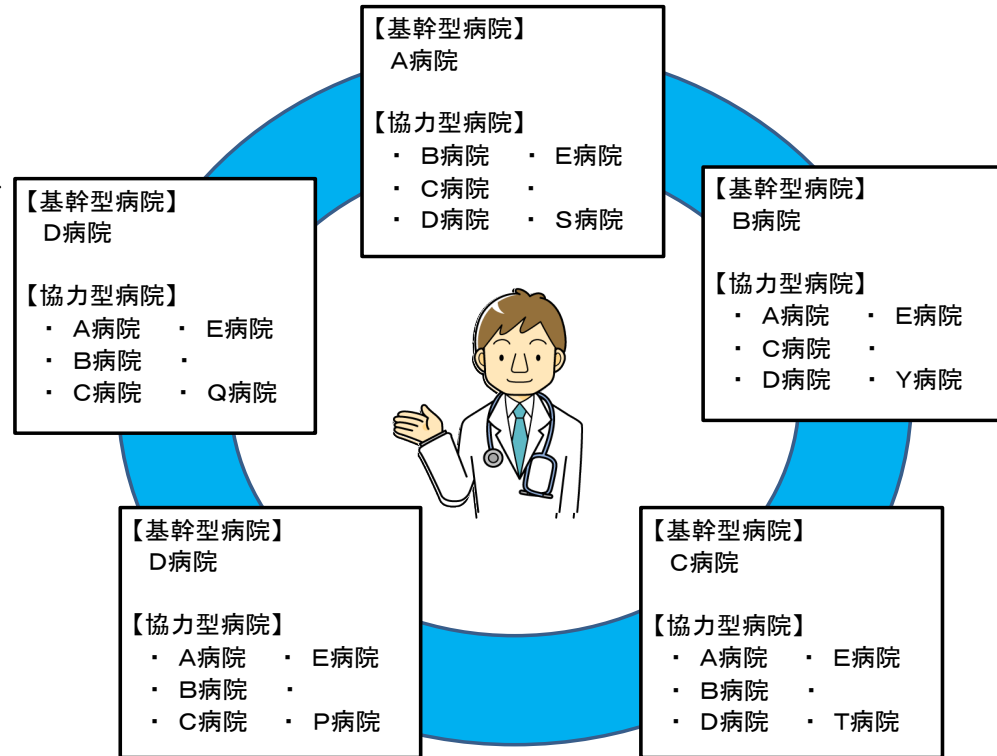 【基幹型病院】
A病院
【協力型病院】
・ B病院 ・ E病院
・ C病院 ・
・ D病院 ・ S病院
【基幹型病院】
B病院
【協力型病院】
・ A病院 ・ E病院
・ C病院 ・
・ D病院 ・ Y病院
【基幹型病院】
C病院
【協力型病院】
・ A病院 ・ E病院
・ B病院 ・
・ D病院 ・ T病院
【基幹型病院】
D病院
【協力型病院】
・ A病院 ・ E病院
・ B病院 ・
・ C病院 ・ P病院
【基幹型病院】
D病院
【協力型病院】
・ A病院 ・ E病院
・ B病院 ・
・ C病院 ・ Q病院